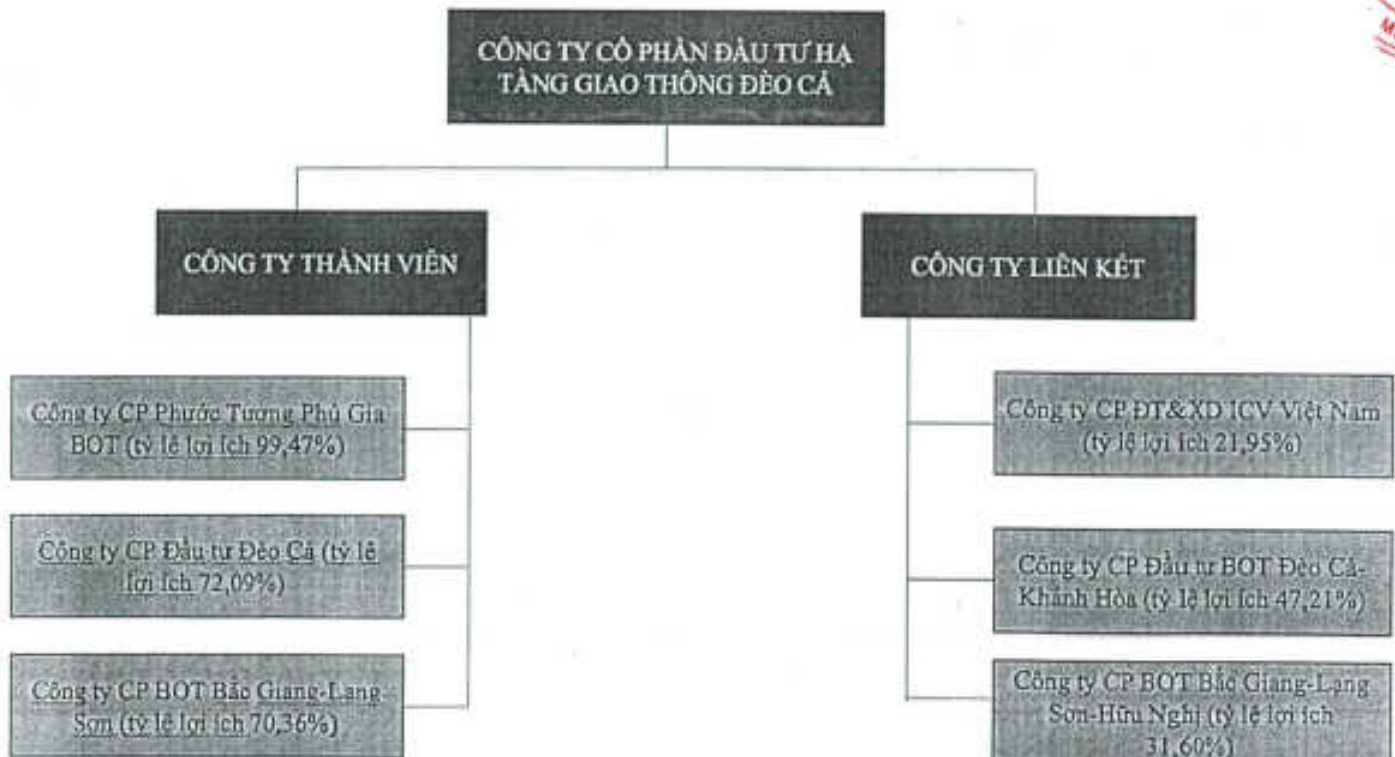 CÔNG TY CỔ PHẦN ĐẦU TƯ HẠ
TẦNG GIAO THÔNG ĐÈO CẢ
CÔNG TY THÀNH VIÊN
Công ty CP Phước Tượng Phú Gia
BOT (tỷ lệ lợi ích 99,47%)
Công ty CP Đầu tư Đèo Cả (tỷ lệ
lợi ích 72,09%)
Công ty CP BOT Bắc Giang-Lạng
Sơn (tỷ lệ lợi ích 70,36%)
CÔNG TY LIÊN KẾT
Công ty CP ĐT&XD ICV Việt Nam
(tỷ lệ lợi ích 21,95%)
Công ty CP Đầu tư BOT Đèo Cả-
Khánh Hòa (tỷ lệ lợi ích 47,21%)
Công ty CP BOT Bắc Giang-Lạng
Sơn-Hữu Nghị (tỷ lệ lợi ích
31,60%)